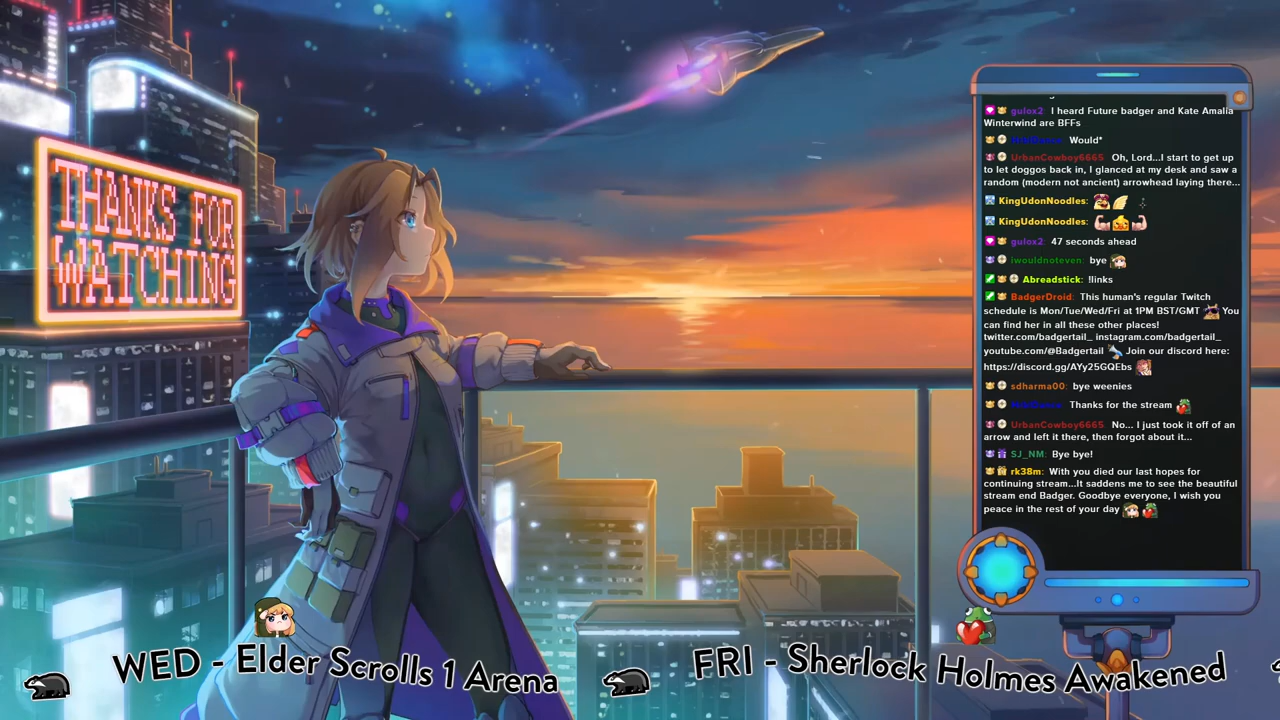 THANKS FOR
WATCHING
gulox2: I heard Future badger and Kate Amalia
Winterwind are BFFs
Would*
UrbanCowboy6665 Oh, Lord...I start to get up
to let doggos back in, I glanced at my desk and saw a
random (modern not ancient) arrowhead laying there...
KingUdonNoodles:
KingUdonNoodles:
gulox2: 47 seconds ahead
iwouldnoteven: bye
Abreadstick: !links
BadgerDroid: This human's regular Twitch
schedule is Mon/Tue/Wed/Fri at 1PM BST/GMT You
can find her in all these other places!
twitter.com/badgertail_ instagram.com/badgertail_
youtube.com/@Badgertail Join our discord here:
https://discord.gg/AYy25GQEbs
sdharma00: bye weenies
Thanks for the stream
UrbanCowboy6665 No... I just took it off of an
arrow and left it there, then forgot about it...
SJ_NM: Bye bye!
rk38m: With you died our last hopes for
continuing stream...It saddens me to see the beautiful
stream end Badger. Goodbye everyone, I wish you
peace in the rest of your day
WED - Elder Scrolls 1 Arena
FRI - Sherlock Holmes Awakened